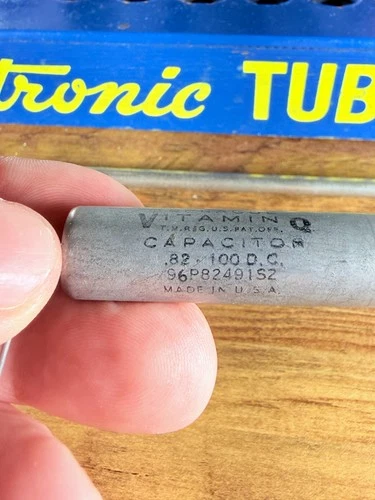 tronic TUB
VITAMIN Q
T.M.REG.U.S.PAT.OFF.
CAPACITOR
.82 - 100 D.C.
96P82491S2
MADE IN U.S.A.